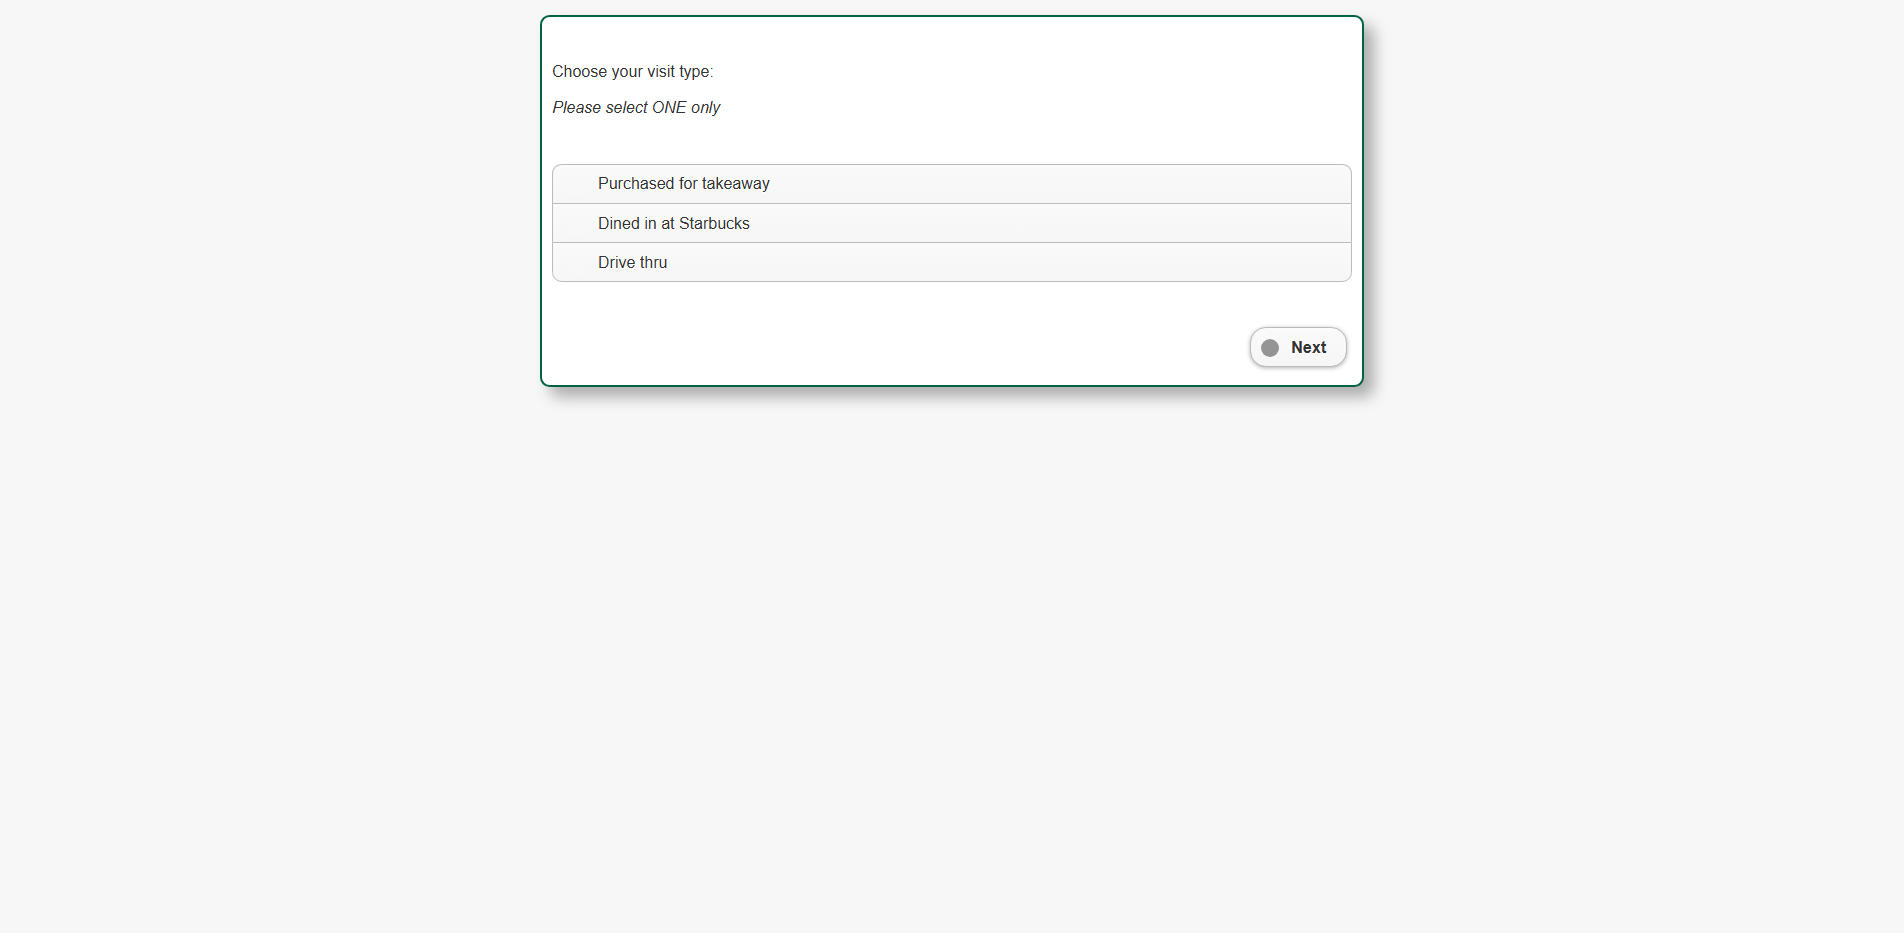 Choose your visit type:
Please select ONE only
Purchased for takeaway
Dined in at Starbucks
Drive thru
Next